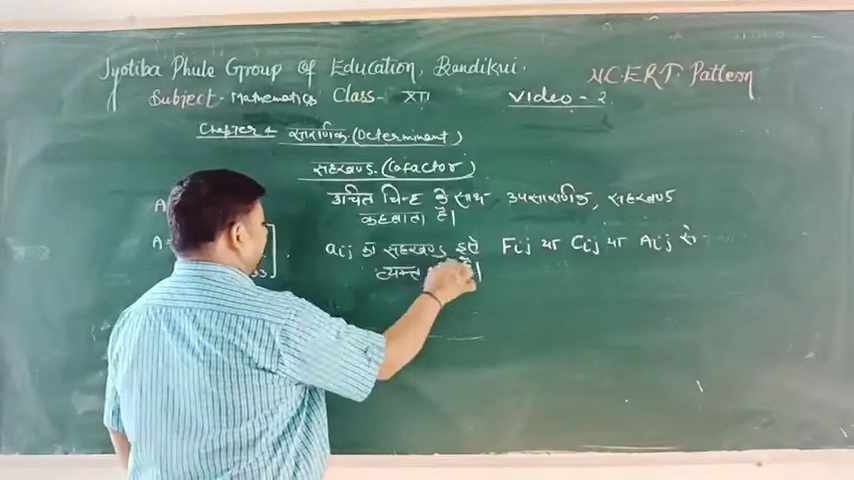 Jyotiba Phule Group of Education, Bandikui.
NCERT Pattern
Subject- Mathematics Class- XII
Video - 2
Chapter 4 सारणिक (Determinant)
सहखण्ड (Cofactor)
उचित चिन्ह के साथ उपसारणिक, सहखण्ड
कहलाता है।
A
aij का सहखण्ड इसे Fij या Cij या Aij से
A=
व्यक्त है।